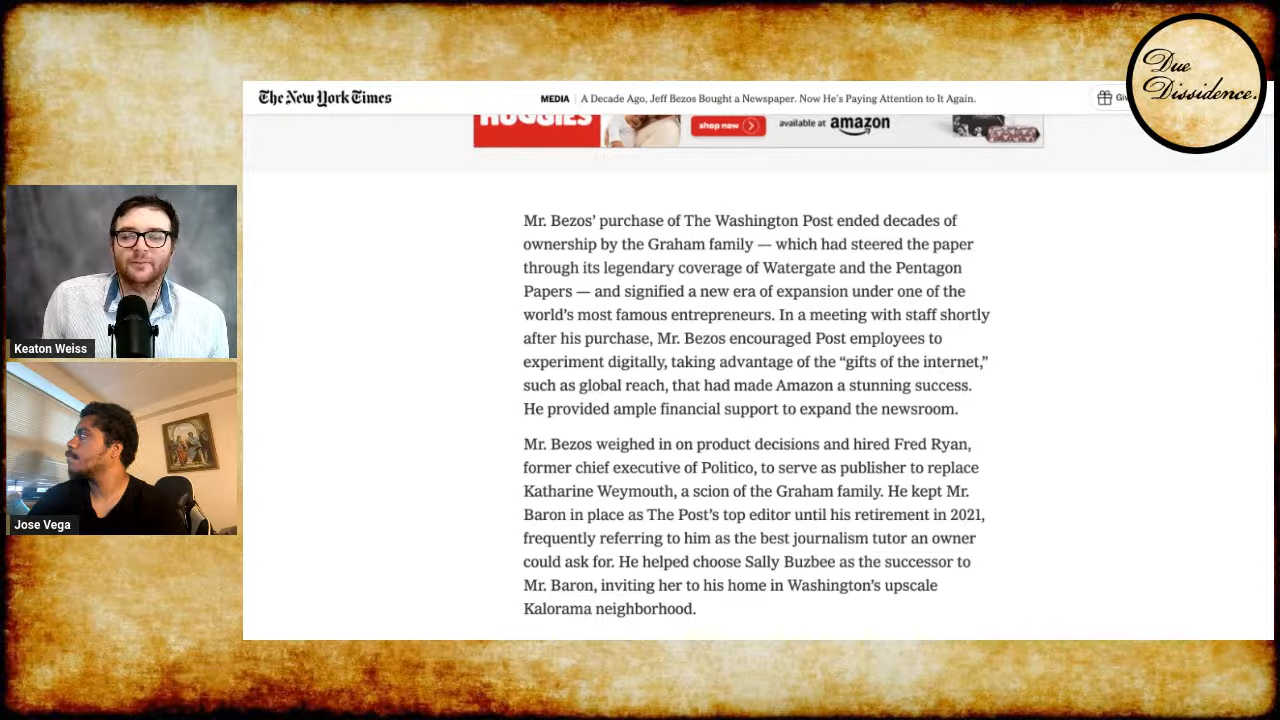 Due
Dissidence.
The New York Times
MEDIA | A Decade Ago, Jeff Bezos Bought a Newspaper. Now He's Paying Attention to It Again.
HUGGIES
shop now
available at amazon
Mr. Bezos’ purchase of The Washington Post ended decades of
ownership by the Graham family — which had steered the paper
through its legendary coverage of Watergate and the Pentagon
Papers — and signified a new era of expansion under one of the
world’s most famous entrepreneurs. In a meeting with staff shortly
after his purchase, Mr. Bezos encouraged Post employees to
experiment digitally, taking advantage of the “gifts of the internet,”
such as global reach, that had made Amazon a stunning success.
He provided ample financial support to expand the newsroom.
Mr. Bezos weighed in on product decisions and hired Fred Ryan,
former chief executive of Politico, to serve as publisher to replace
Katharine Weymouth, a scion of the Graham family. He kept Mr.
Baron in place as The Post’s top editor until his retirement in 2021,
frequently referring to him as the best journalism tutor an owner
could ask for. He helped choose Sally Buzbee as the successor to
Mr. Baron, inviting her to his home in Washington’s upscale
Kalorama neighborhood.
Keaton Weiss
Jose Vega